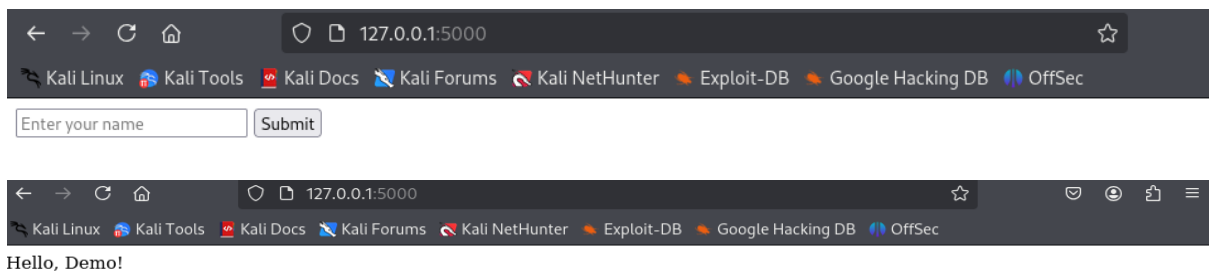 127.0.0.1:5000
Kali Linux Kali Tools Kali Docs Kali Forums Kali NetHunter Exploit-DB Google Hacking DB OffSec
Enter your name Submit
127.0.0.1:5000
Kali Linux Kali Tools Kali Docs Kali Forums Kali NetHunter Exploit-DB Google Hacking DB OffSec
Hello, Demo!